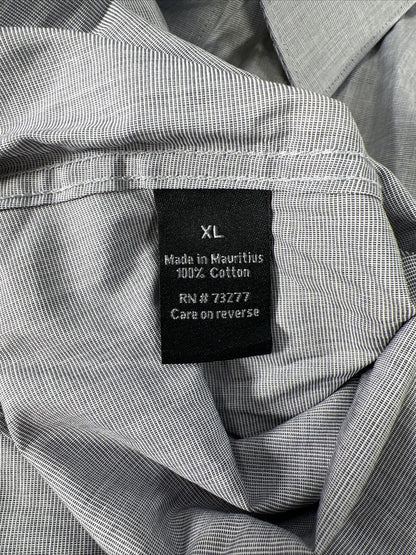 XL
Made in Mauritius
100% Cotton
RN # 73277
Care on reverse